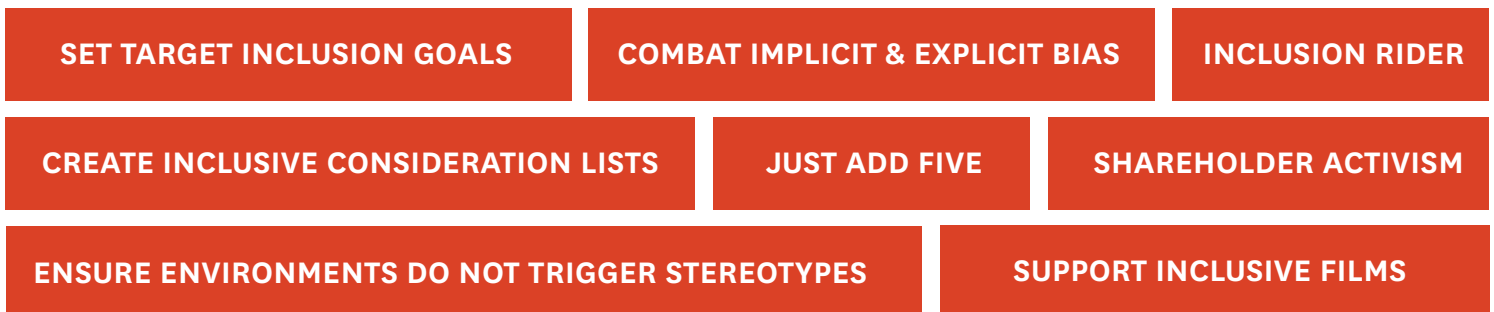 SET TARGET INCLUSION GOALS
COMBAT IMPLICIT & EXPLICIT BIAS
INCLUSION RIDER
CREATE INCLUSIVE CONSIDERATION LISTS
JUST ADD FIVE
SHAREHOLDER ACTIVISM
ENSURE ENVIRONMENTS DO NOT TRIGGER STEREOTYPES
SUPPORT INCLUSIVE FILMS